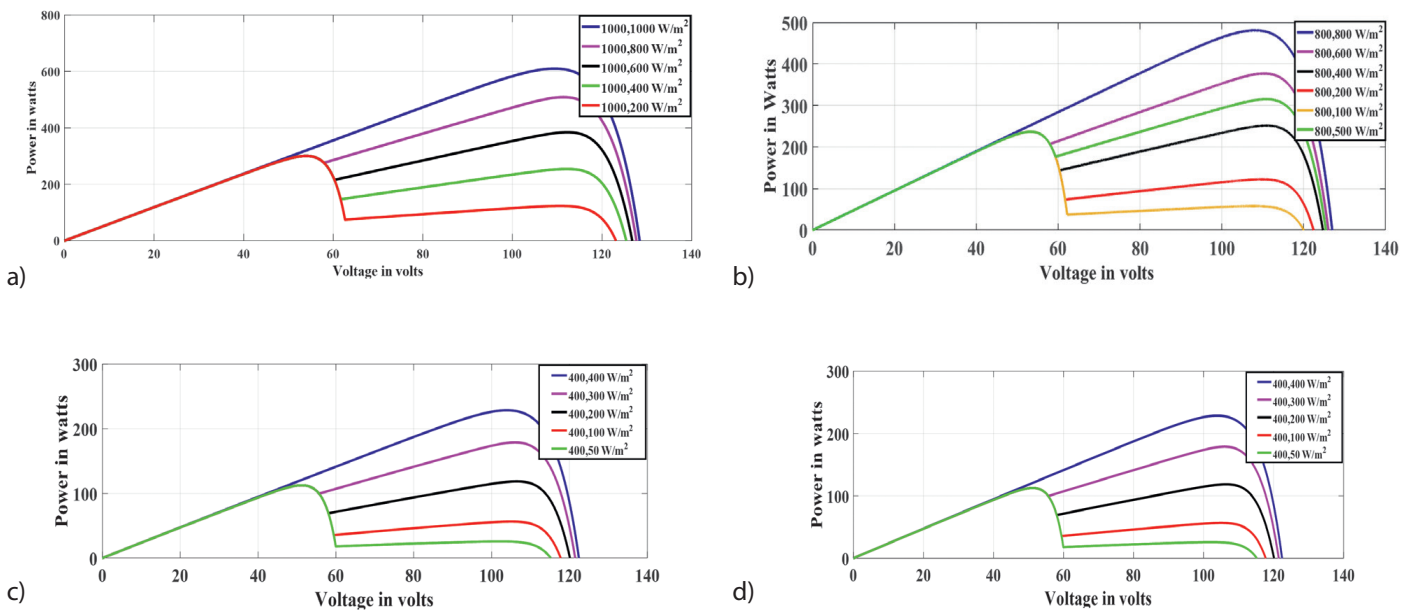 a)
800
600
400
200
0
Power in watts
0 20 40 60 80 100 120 140
Voltage in volts
1000,1000 W/m²
1000,800 W/m²
1000,600 W/m²
1000,400 W/m²
1000,200 W/m²
b)
500
400
300
200
100
0
Power in Watts
0 20 40 60 80 100 120 140
Voltage in volts
800,800 W/m²
800,600 W/m²
800,400 W/m²
800,200 W/m²
800,100 W/m²
800,500 W/m²
c)
300
200
100
0
Power in watts
0 20 40 60 80 100 120 140
Voltage in volts
400,400 W/m²
400,300 W/m²
400,200 W/m²
400,100 W/m²
400,50 W/m²
d)
300
200
100
0
Power in watts
0 20 40 60 80 100 120 140
Voltage in volts
400,400 W/m²
400,300 W/m²
400,200 W/m²
400,100 W/m²
400,50 W/m²